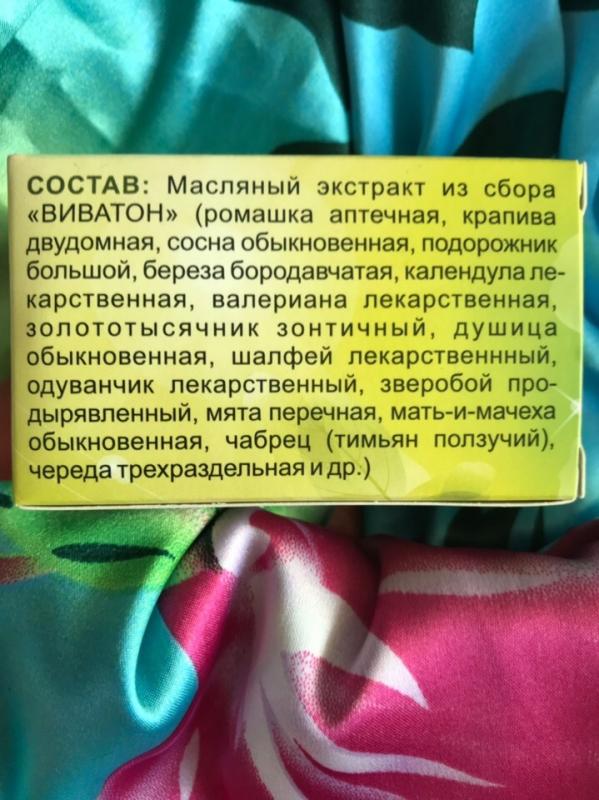 СОСТАВ: Масляный экстракт из сбора
«ВИВАТОН» (ромашка аптечная, крапива
двудомная, сосна обыкновенная, подорожник
большой, береза бородавчатая, календула ле-
карственная, валериана лекарственная,
золототысячник зонтичный, душица
обыкновенная, шалфей лекарственнный,
одуванчик лекарственный, зверобой про-
дырявленный, мята перечная, мать-и-мачеха
обыкновенная, чабрец (тимьян ползучий),
череда трехраздельная и др.)